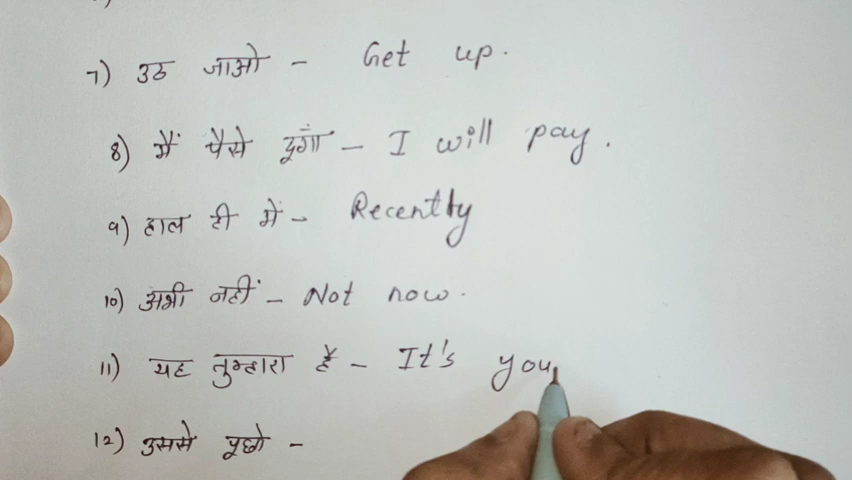 7) उठ जाओ - Get up.
8) मैं पैसे दूंगाँ - I will pay.
9) हाल ही में - Recently
10) अभी नहीं - Not now.
11) यह तुम्हारा है - It's you
12) उससे पूछो -